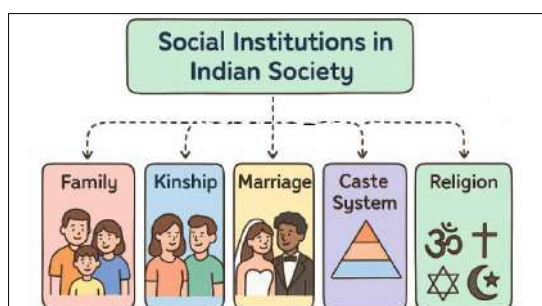 Social Institutions in
Indian Society
Family
Kinship
Marriage
Caste
System
Religion
ॐ